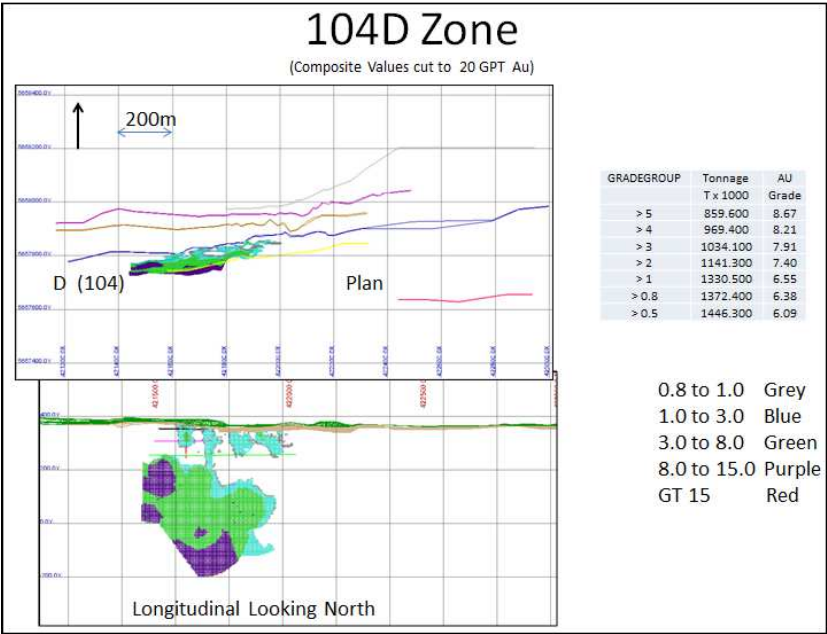 104D Zone
(Composite Values cut to 20 GPT Au)
200m
D (104)
Plan
GRADEGROUP Tonnage AU
T x 1000 Grade
> 5 859.600 8.67
> 4 969.400 8.21
> 3 1034.100 7.91
> 2 1141.300 7.40
> 1 1330.500 6.55
> 0.8 1372.400 6.38
> 0.5 1446.300 6.09
0.8 to 1.0 Grey
1.0 to 3.0 Blue
3.0 to 8.0 Green
8.0 to 15.0 Purple
GT 15 Red
Longitudinal Looking North